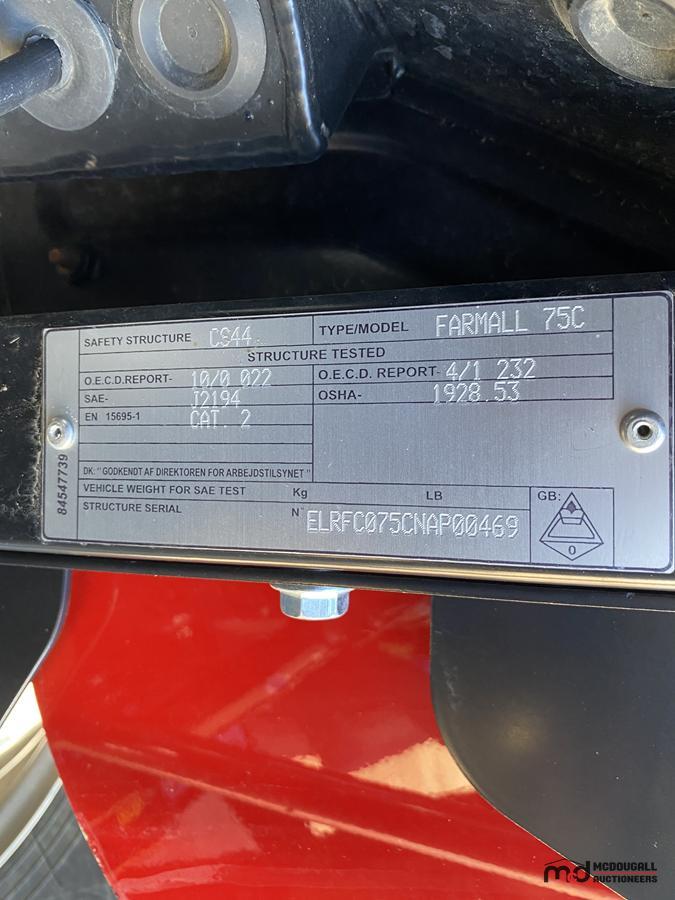 SAFETY STRUCTURE CS44 TYPE/MODEL FARMALL 75C
STRUCTURE TESTED
O.E.C.D.REPORT- 10/0 022 O.E.C.D. REPORT- 4/1 232
SAE- J2194 OSHA- 1928.53
EN 15695-1 CAT. 2
DK: "GODKENDT AF DIREKTOREN FOR ARBEJDSTILSYNET"
VEHICLE WEIGHT FOR SAE TEST Kg LB
STRUCTURE SERIAL N° ELRFC075CNAP00469
GB:
0
84547739
md MCDOUGALL
AUCTIONEERS